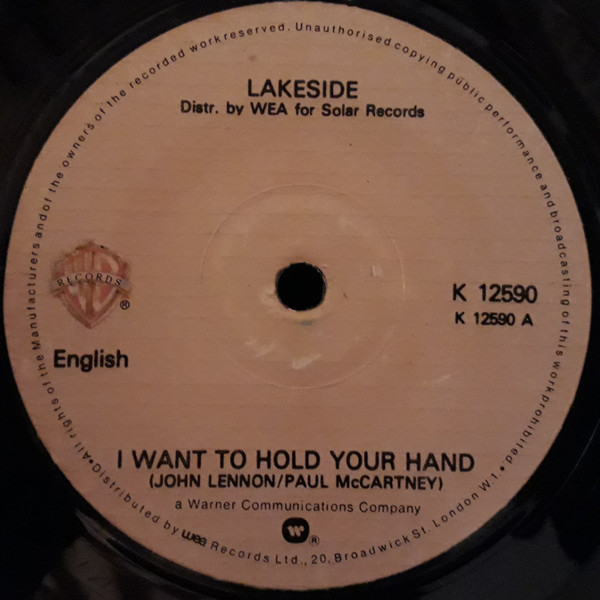 All rights of the Manufacturers and of the owners of the recorded work reserved. Unauthorised copying public performance and broadcasting of this work prohibited.
LAKESIDE
Distr. by WEA for Solar Records
RECORDS
®
K 12590
K 12590 A
English
I WANT TO HOLD YOUR HAND
(JOHN LENNON/PAUL McCARTNEY)
a Warner Communications Company
®
• Distributed by wea Records Ltd., 20, Broadwick St. London W1. •